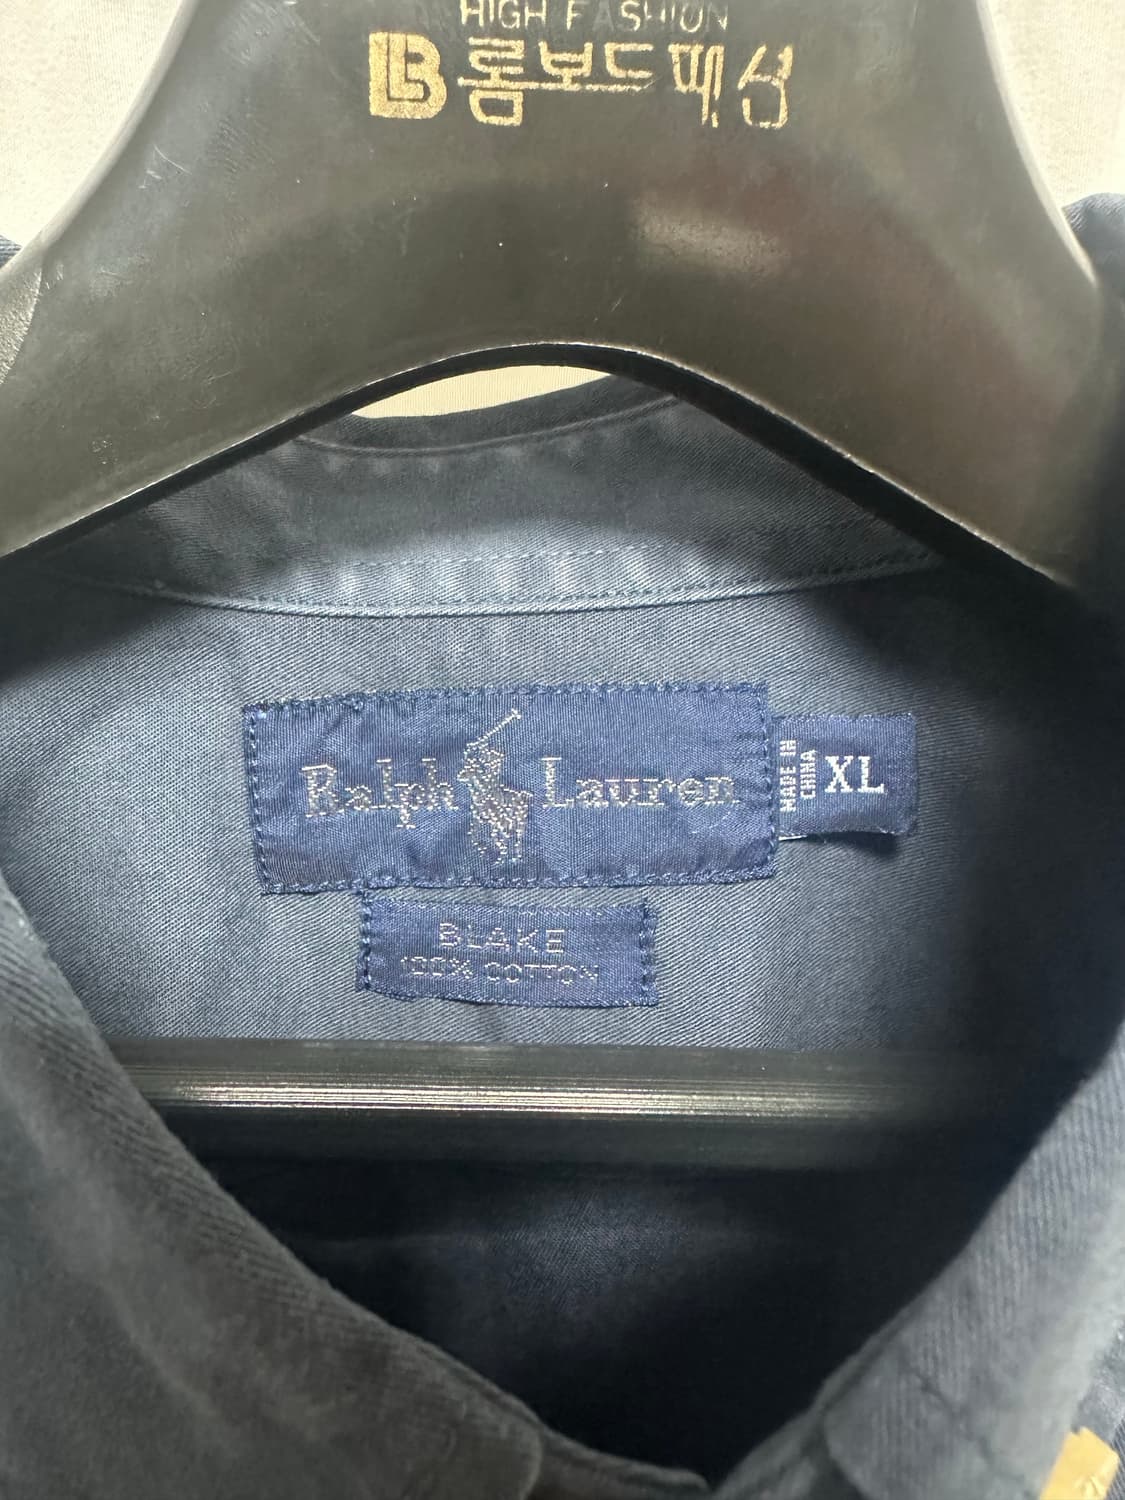 HIGH FASHION
LB 롬보드패션
Ralph Lauren
MADE IN
CHINA
XL
BLAKE
100% COTTON